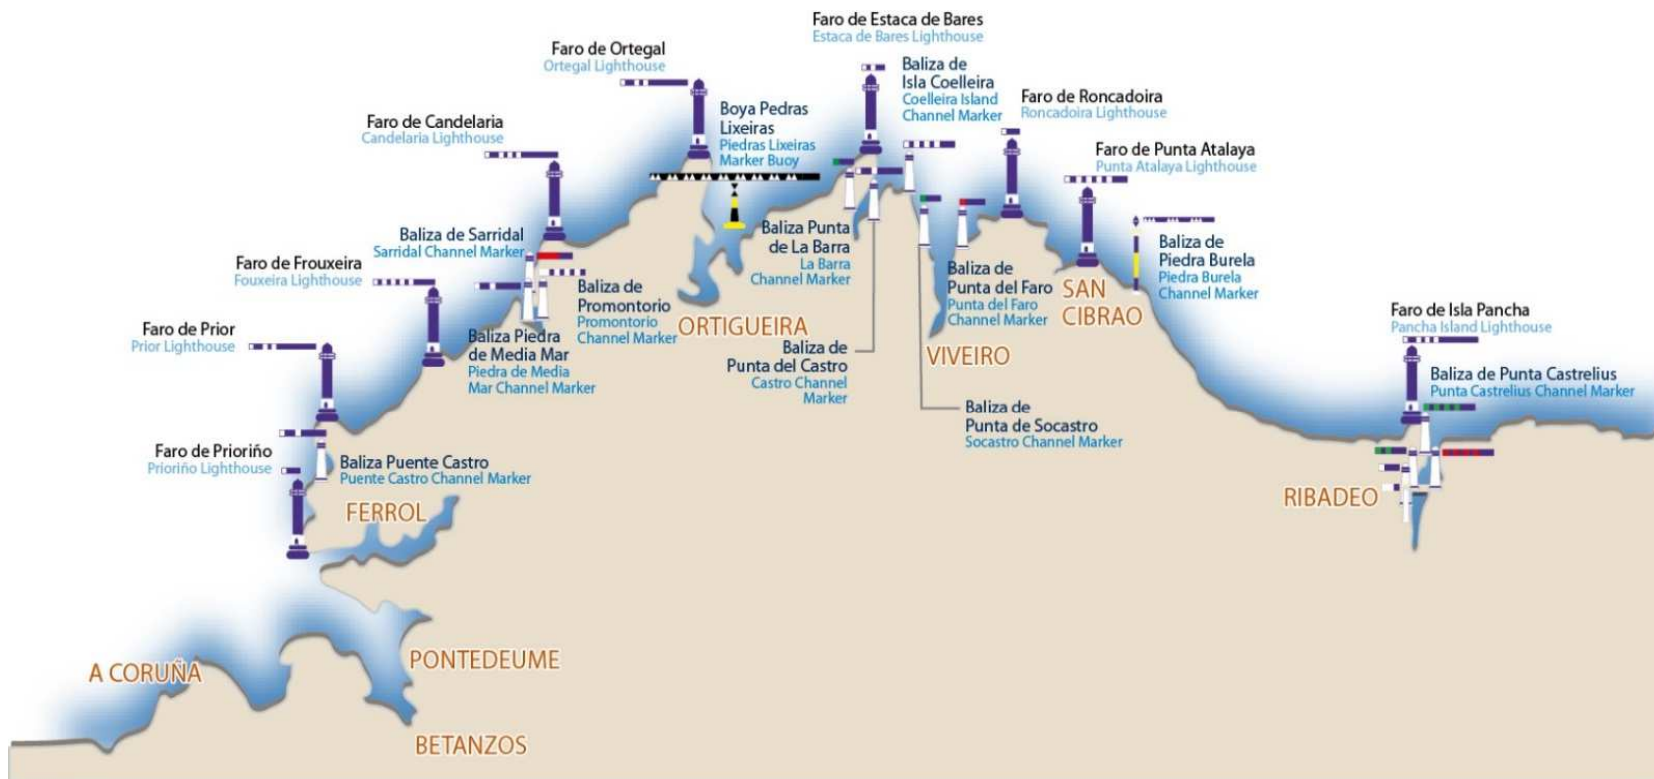 Faro de Estaca de Bares
Estaca de Bares Lighthouse
Faro de Ortegal
Ortegal Lighthouse
Baliza de
Isla Coelleira
Coelleira Island
Channel Marker
Faro de Roncadoira
Roncadoira Lighthouse
Boya Pedras
Lixeiras
Piedras Lixeiras
Marker Buoy
Faro de Candelaria
Candelaria Lighthouse
Faro de Punta Atalaya
Punta Atalaya Lighthouse
Baliza de Sarridal
Sarridal Channel Marker
Baliza Punta
de La Barra
La Barra
Channel Marker
Baliza de
Piedra Burela
Piedra Burela
Channel Marker
Faro de Frouxeira
Fouxeira Lighthouse
Baliza de
Promontorio
Promontorio
Channel Marker
Baliza de
Punta del Faro
Punta del Faro
Channel Marker
SAN
CIBRAO
ORTIGUEIRA
Faro de Prior
Prior Lighthouse
Baliza Piedra
de Media Mar
Piedra de Media
Mar Channel Marker
Baliza de
Punta del Castro
Castro Channel
Marker
VIVEIRO
Faro de Isla Pancha
Pancha Island Lighthouse
Baliza de Punta Castrelius
Punta Castrelius Channel Marker
Baliza de
Punta de Socastro
Socastro Channel Marker
Faro de Prioriño
Prioriño Lighthouse
Baliza Puente Castro
Puente Castro Channel Marker
FERROL
RIBADEO
A CORUÑA
PONTEDEUME
BETANZOS